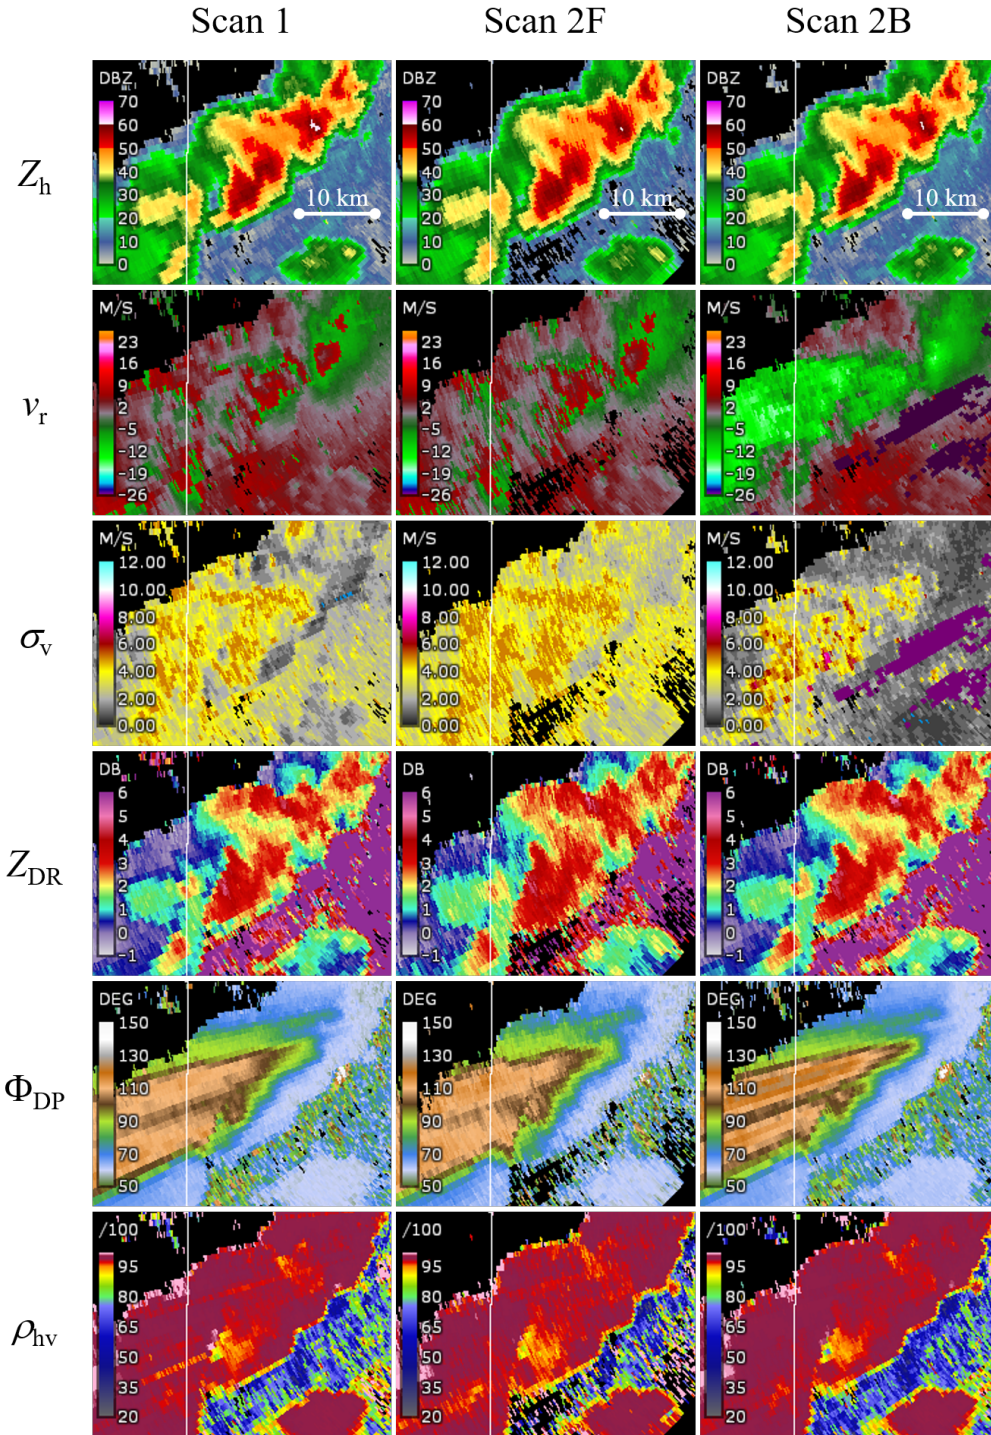 Scan 1 Scan 2F Scan 2B
Z_h
DBZ DBZ DBZ
70 70 70
60 60 60
50 50 50
40 40 40
30 30 30
20 20 20
10 10 10
0 0 0
10 km 10 km 10 km
v_r
M/S M/S M/S
23 23 23
16 16 16
9 9 9
2 2 2
-5 -5 -5
-12 -12 -12
-19 -19 -19
-26 -26 -26
σ_v
M/S M/S M/S
12.00 12.00 12.00
10.00 10.00 10.00
8.00 8.00 8.00
6.00 6.00 6.00
4.00 4.00 4.00
2.00 2.00 2.00
0.00 0.00 0.00
Z_DR
DB DB DB
6 6 6
5 5 5
4 4 4
3 3 3
2 2 2
1 1 1
0 0 0
-1 -1 -1
Φ_DP
DEG DEG DEG
150 150 150
130 130 130
110 110 110
90 90 90
70 70 70
50 50 50
ρ_hv
/100 /100 /100
95 95 95
80 80 80
65 65 65
50 50 50
35 35 35
20 20 20